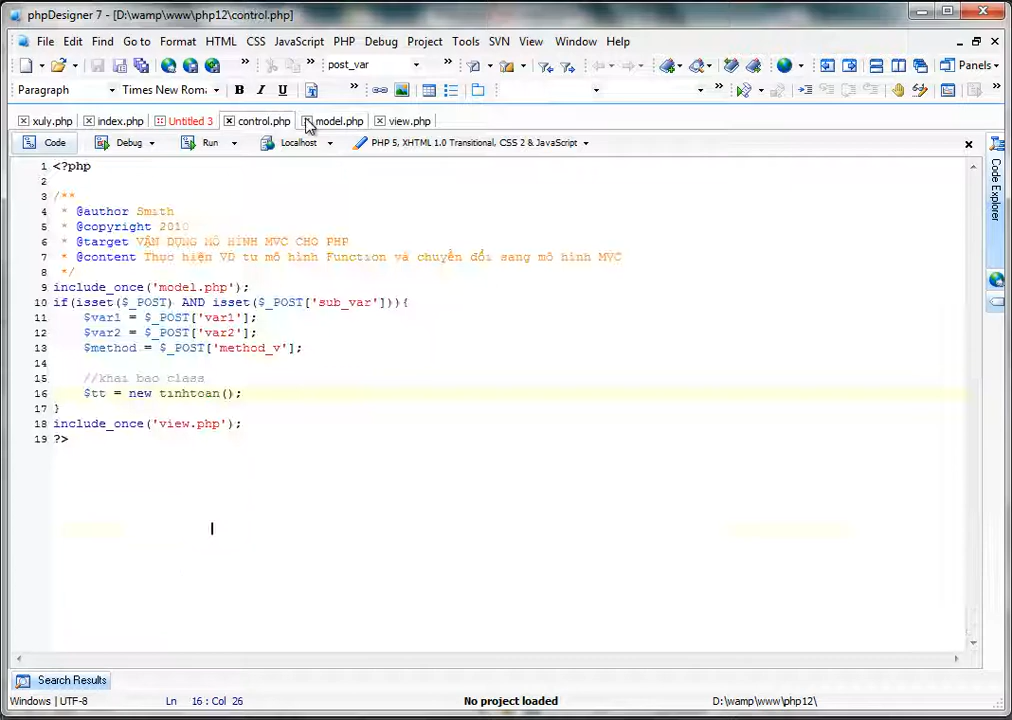 phpDesigner 7 - [D:\wamp\www\php12\control.php]
File Edit Find Go to Format HTML CSS JavaScript PHP Debug Project Tools SVN View Window Help
post_var Panels
Paragraph Times New Roma B I U
xuly.php index.php Untitled 3 control.php model.php view.php
Code Debug Run Localhost PHP 5, XHTML 1.0 Transitional, CSS 2 & JavaScript
1 <?php
2
3 /**
4 * @author Smith
5 * @copyright 2010
6 * @target VẬN DỤNG MÔ HÌNH MVC CHO PHP
7 * @content Thực hiện VD tu mô hình Function và chuyển đổi sang mô hình MVC
8 */
9 include_once('model.php');
10 if(isset($_POST) AND isset($_POST['sub_var'])){
11 $var1 = $_POST['var1'];
12 $var2 = $_POST['var2'];
13 $method = $_POST['method_v'];
14
15 //khai bao class
16 $tt = new tinhtoan();
17 }
18 include_once('view.php');
19 ?>
Code Explorer
Search Results
Windows | UTF-8 Ln 16 : Col 26 No project loaded D:\wamp\www\php12\